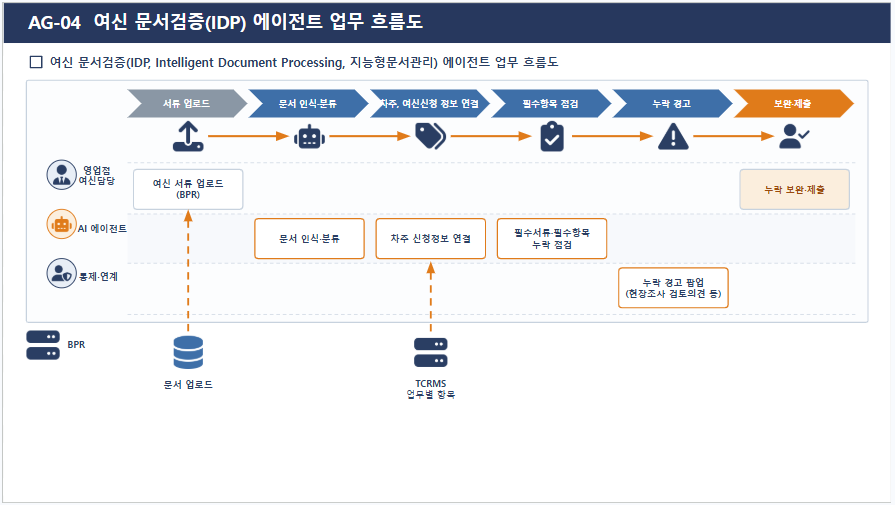 AG-04 여신 문서검증(IDP) 에이전트 업무 흐름도
여신 문서검증(IDP, Intelligent Document Processing, 지능형문서관리) 에이전트 업무 흐름도
서류 업로드
문서 인식·분류
차주, 여신신청 정보 연결
필수항목 점검
누락 경고
보완·제출
영업점
여신담당
여신 서류 업로드
(BPR)
누락 보완·제출
AI 에이전트
문서 인식·분류
차주 신청정보 연결
필수서류·필수항목
누락 점검
통제·연계
누락 경고 팝업
(현장조사 검토의견 등)
BPR
문서 업로드
TCRMS
업무별 항목